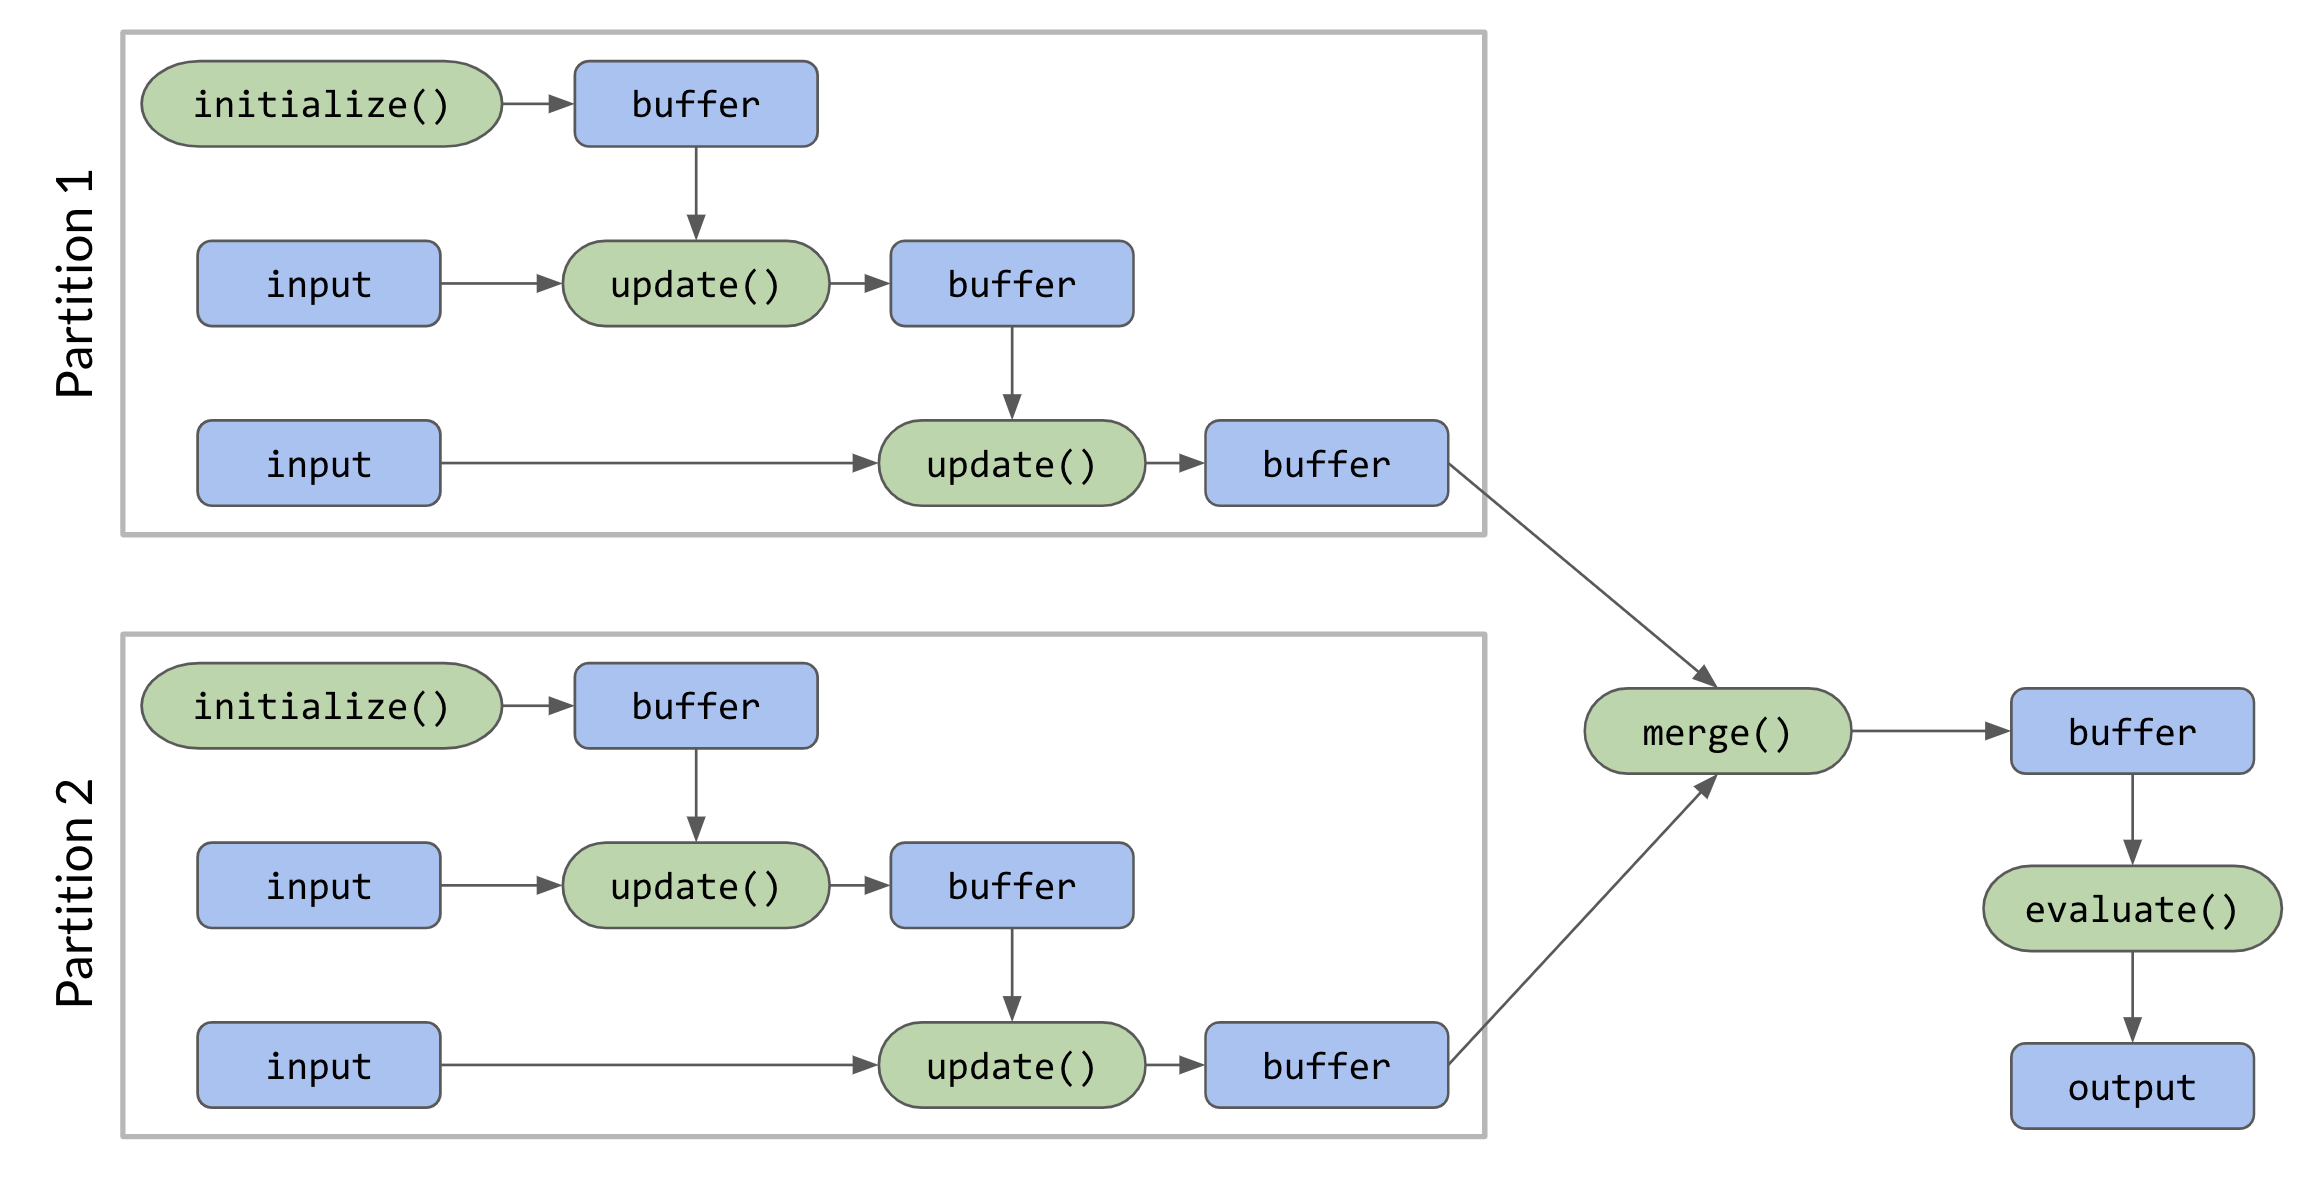 Partition 1
initialize()
buffer
input
update()
buffer
input
update()
buffer
Partition 2
initialize()
buffer
input
update()
buffer
input
update()
buffer
merge()
buffer
evaluate()
output